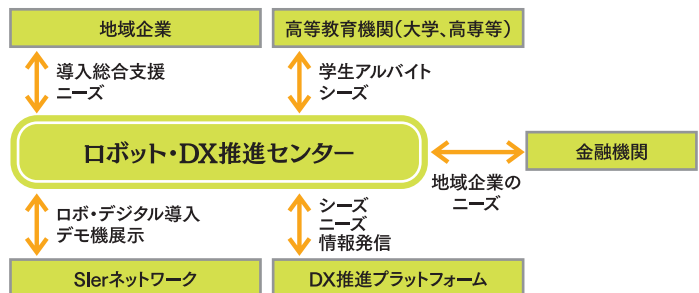 地域企業
高等教育機関(大学、高専等)
導入総合支援
ニーズ
学生アルバイト
シーズ
ロボット・DX推進センター
金融機関
地域企業の
ニーズ
ロボ・デジタル導入
デモ機展示
シーズ
ニーズ
情報発信
SIerネットワーク
DX推進プラットフォーム